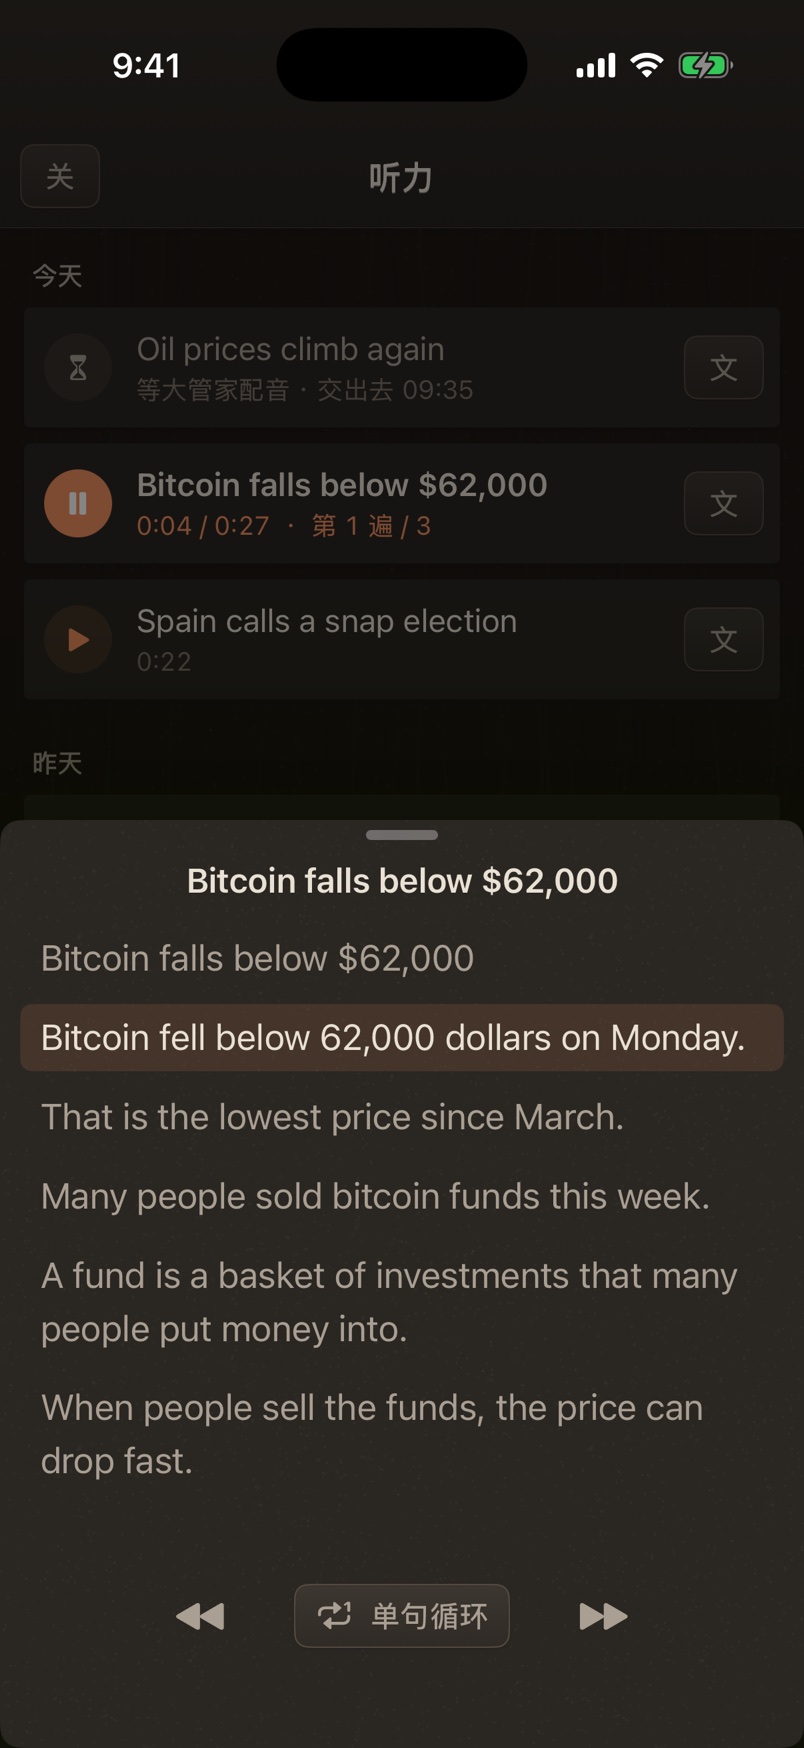 9:41
关
听力
今天
Oil prices climb again
等大管家配音 · 交出去 09:35
文
Bitcoin falls below $62,000
0:04 / 0:27 · 第 1 遍 / 3
文
Spain calls a snap election
0:22
文
昨天
Bitcoin falls below $62,000
Bitcoin falls below $62,000
Bitcoin fell below 62,000 dollars on Monday.
That is the lowest price since March.
Many people sold bitcoin funds this week.
A fund is a basket of investments that many
people put money into.
When people sell the funds, the price can
drop fast.
单句循环